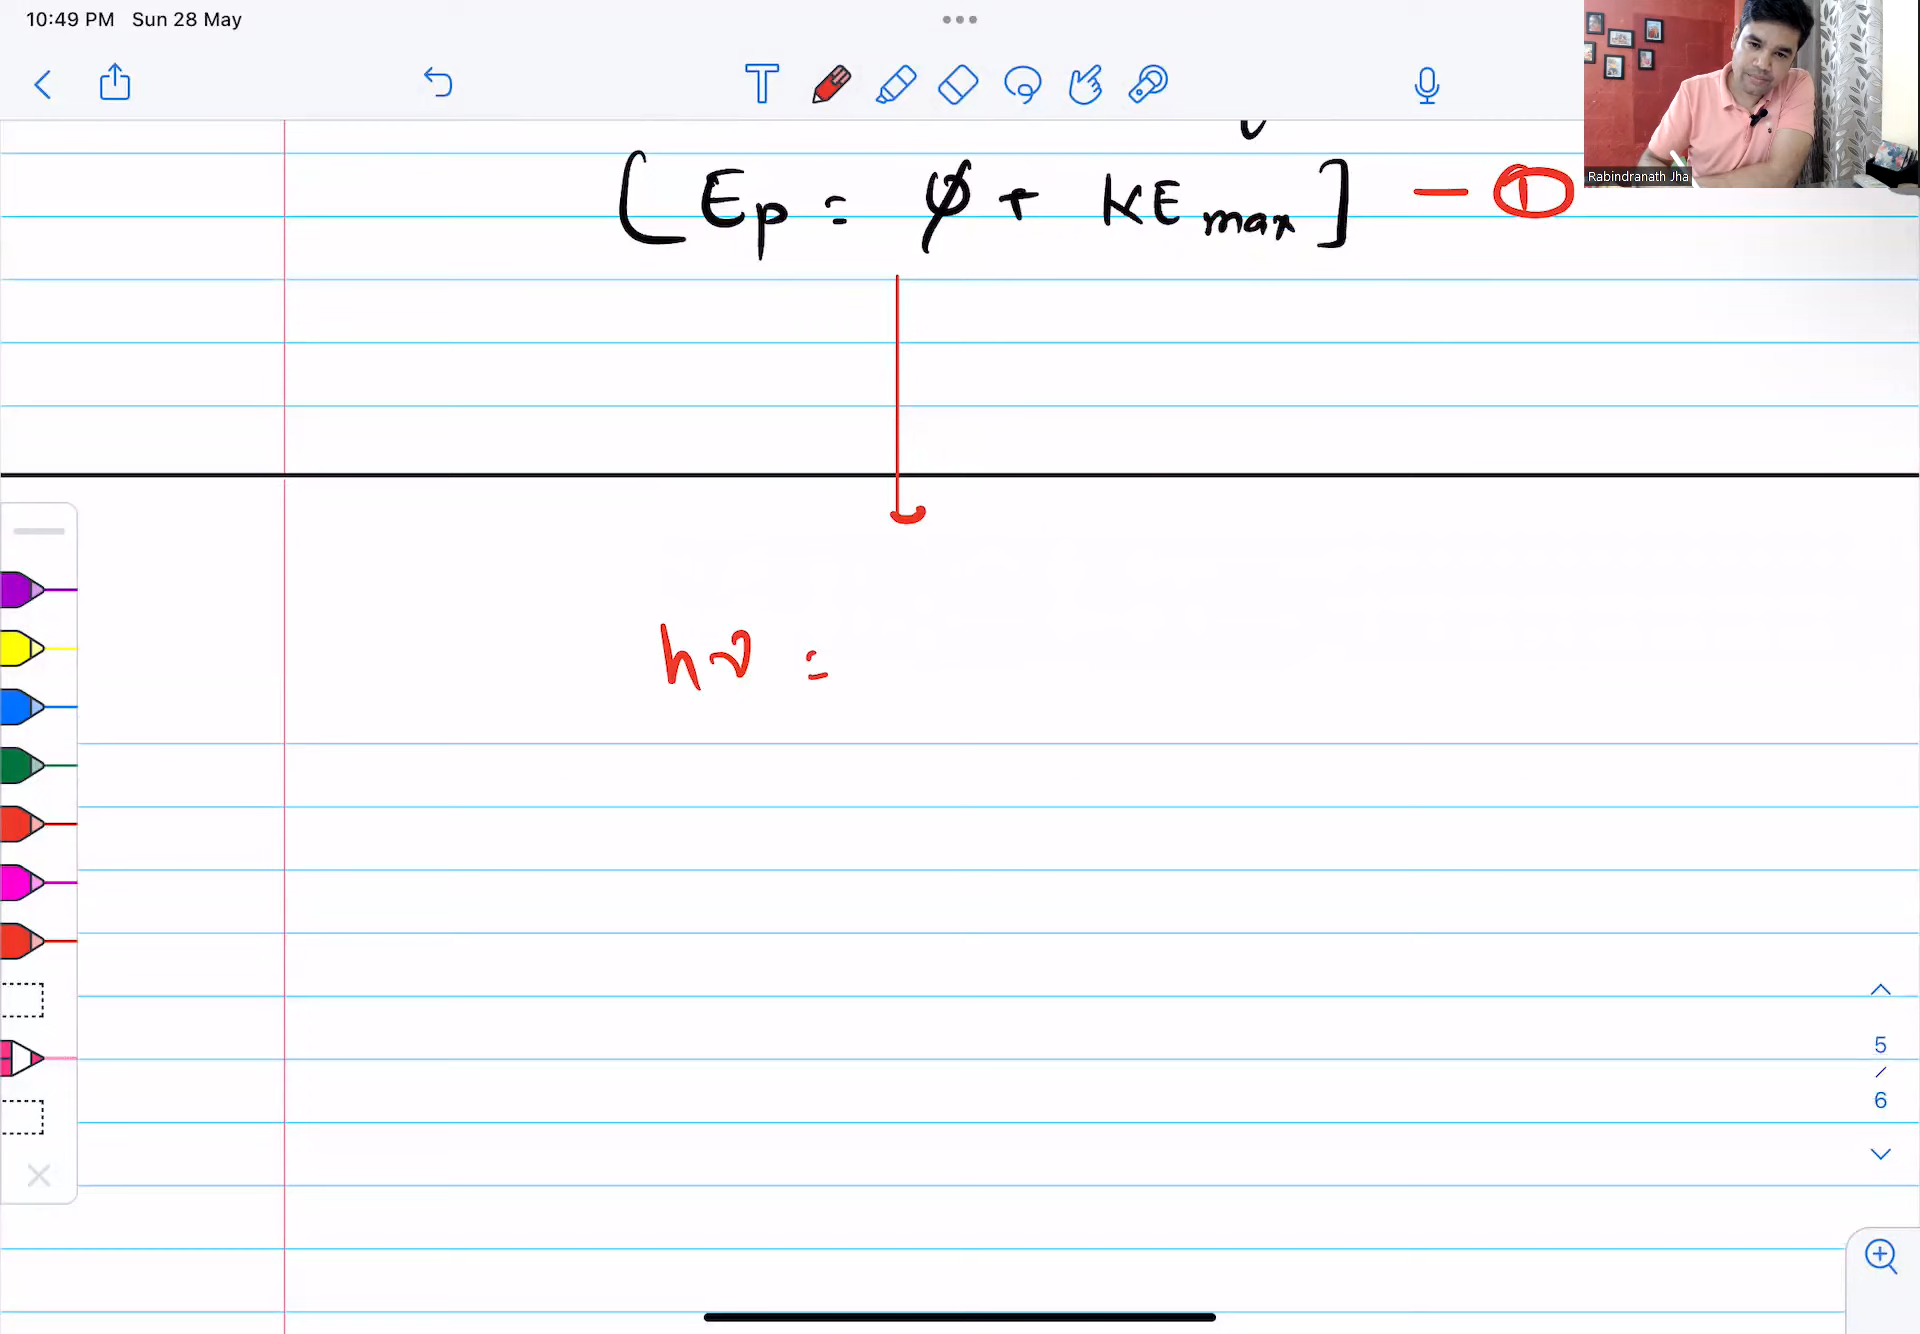 10:49 PM Sun 28 May
[ Ep = φ + KE max ] — ①
Rabindranath Jha
hν =
5
/
6